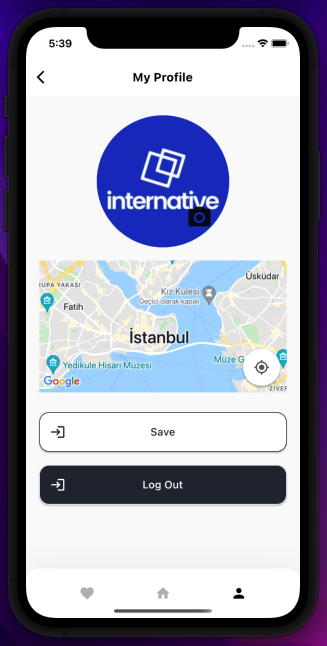 5:39
My Profile
internative
RUPA YAKASI
Üsküdar
Kız Kulesi
Geçici olarak kapalı
Fatih
İstanbul
Yedikule Hisarı Müzesi
Müze G
Google
ZİVER
Save
Log Out